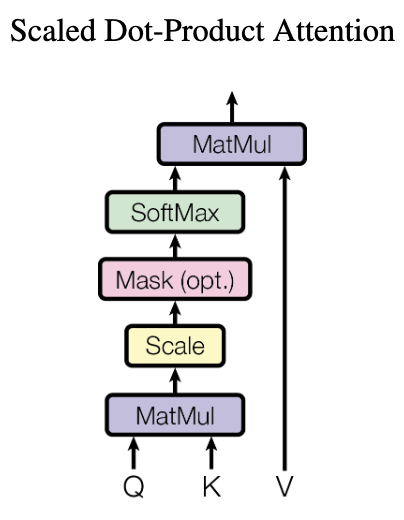 Scaled Dot-Product Attention
MatMul
SoftMax
Mask (opt.)
Scale
MatMul
Q K V